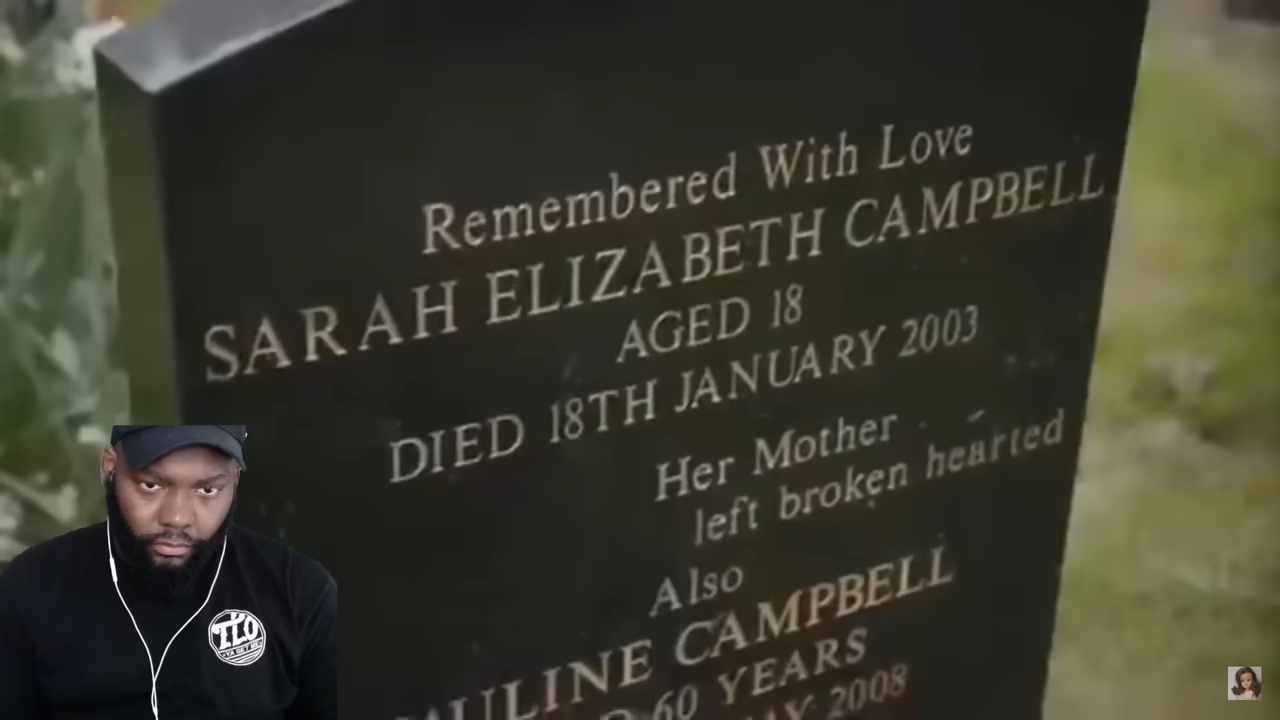 Remembered With Love
SARAH ELIZABETH CAMPBELL
AGED 18
DIED 18TH JANUARY 2003
Her Mother
left broken hearted
Also
CAMPBELL
60 YEARS
2008
TLO